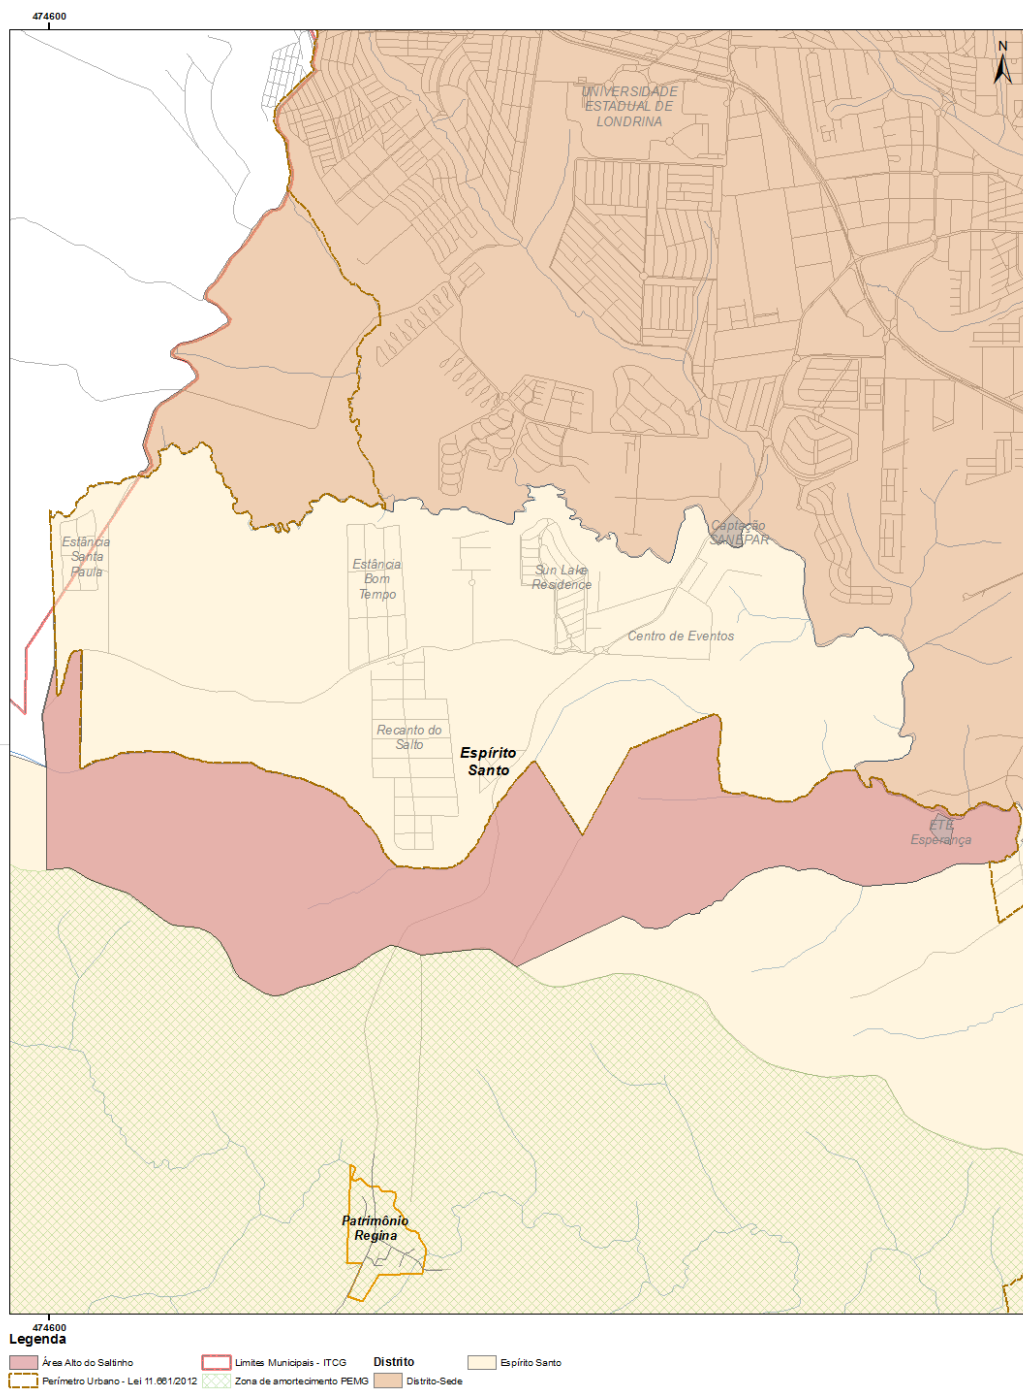 474600
N
UNIVERSIDADE
ESTADUAL DE
LONDRINA
Captação
SANEPAR
Estância
Santa
Paula
Estância
Bom
Tempo
Sun Lake
Residence
Centro de Eventos
Recanto do
Salto
Espírito
Santo
ETE
Esperança
Patrimônio
Regina
474600
Legenda
Área Alto do Saltinho
Limites Municipais - ITCG
Distrito
Espírito Santo
Perímetro Urbano - Lei 11.661/2012
Zona de amortecimento PEMG
Distrito-Sede